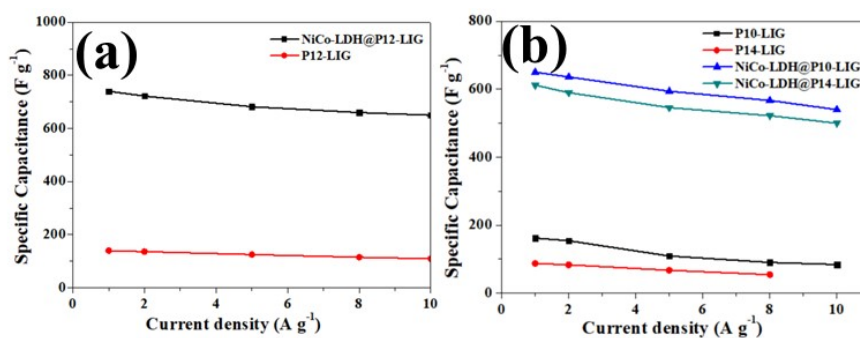 (a)
NiCo-LDH@P12-LIG
P12-LIG
Specific Capacitance (F g-1)
1000
800
600
400
200
0
0 2 4 6 8 10
Current density (A g-1)
(b)
P10-LIG
P14-LIG
NiCo-LDH@P10-LIG
NiCo-LDH@P14-LIG
Specific Capacitance (F g-1)
800
600
400
200
0
0 2 4 6 8 10
Current density (A g-1)